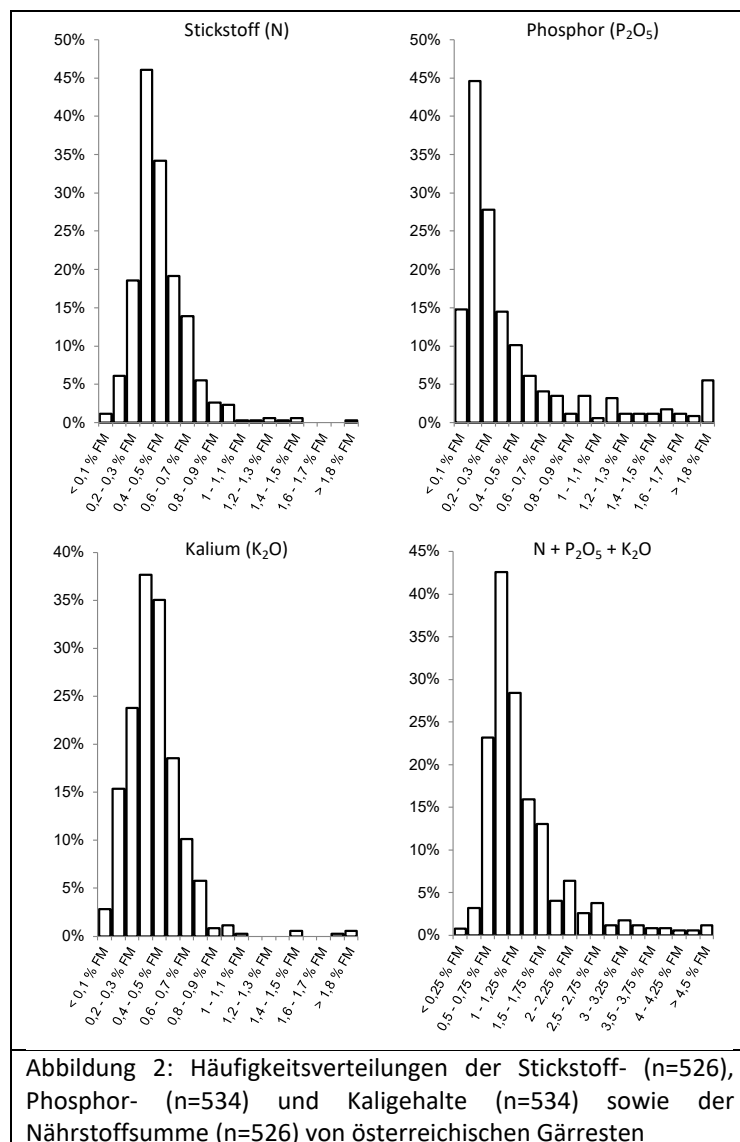 Stickstoff (N)
50%
45%
40%
35%
30%
25%
20%
15%
10%
5%
0%
< 0,1 % FM
0,2 - 0,3 % FM
0,4 - 0,5 % FM
0,6 - 0,7 % FM
0,8 - 0,9 % FM
1 - 1,1% FM
1,2 - 1,3% FM
1,4 - 1,5% FM
1,6 - 1,7% FM
> 1,8% FM
Phosphor (P₂O₅)
50%
45%
40%
35%
30%
25%
20%
15%
10%
5%
0%
< 0,1 % FM
0,2 - 0,3 % FM
0,4 - 0,5 % FM
0,6 - 0,7 % FM
0,8 - 0,9 % FM
1 - 1,1% FM
1,2 - 1,3% FM
1,4 - 1,5% FM
1,6 - 1,7% FM
> 1,8% FM
Kalium (K₂O)
40%
35%
30%
25%
20%
15%
10%
5%
0%
< 0,1 % FM
0,2 - 0,3 % FM
0,4 - 0,5 % FM
0,6 - 0,7 % FM
0,8 - 0,9 % FM
1 - 1,1% FM
1,2 - 1,3% FM
1,4 - 1,5% FM
1,6 - 1,7% FM
> 1,8% FM
N + P₂O₅ + K₂O
45%
40%
35%
30%
25%
20%
15%
10%
5%
0%
< 0,25 % FM
0,5 - 0,75 % FM
1 - 1,25% FM
1,5 - 1,75 % FM
2 - 2,25 % FM
2,5 - 2,75 % FM
3 - 3,25% FM
3,5 - 3,75 % FM
4 - 4,25 % FM
> 4,5 % FM
Abbildung 2: Häufigkeitsverteilungen der Stickstoff- (n=526),
Phosphor- (n=534) und Kaligehalte (n=534) sowie der
Nährstoffsumme (n=526) von österreichischen Gärresten